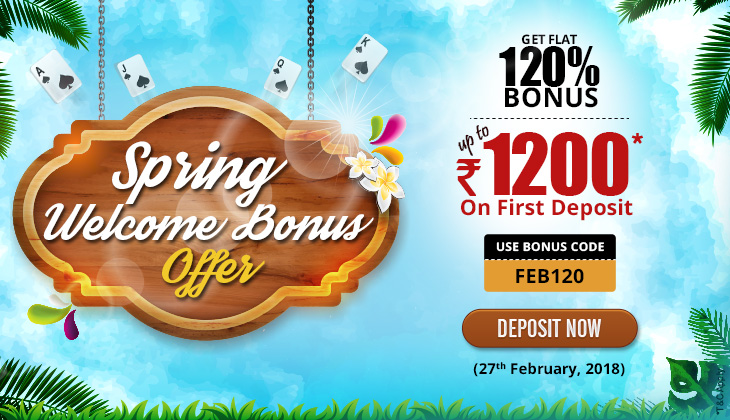 A
J
Q
K
Spring
Welcome Bonus
Offer
GET FLAT
120%
BONUS
up to
₹1200*
On First Deposit
USE BONUS CODE
FEB120
DEPOSIT NOW
(27th February, 2018)